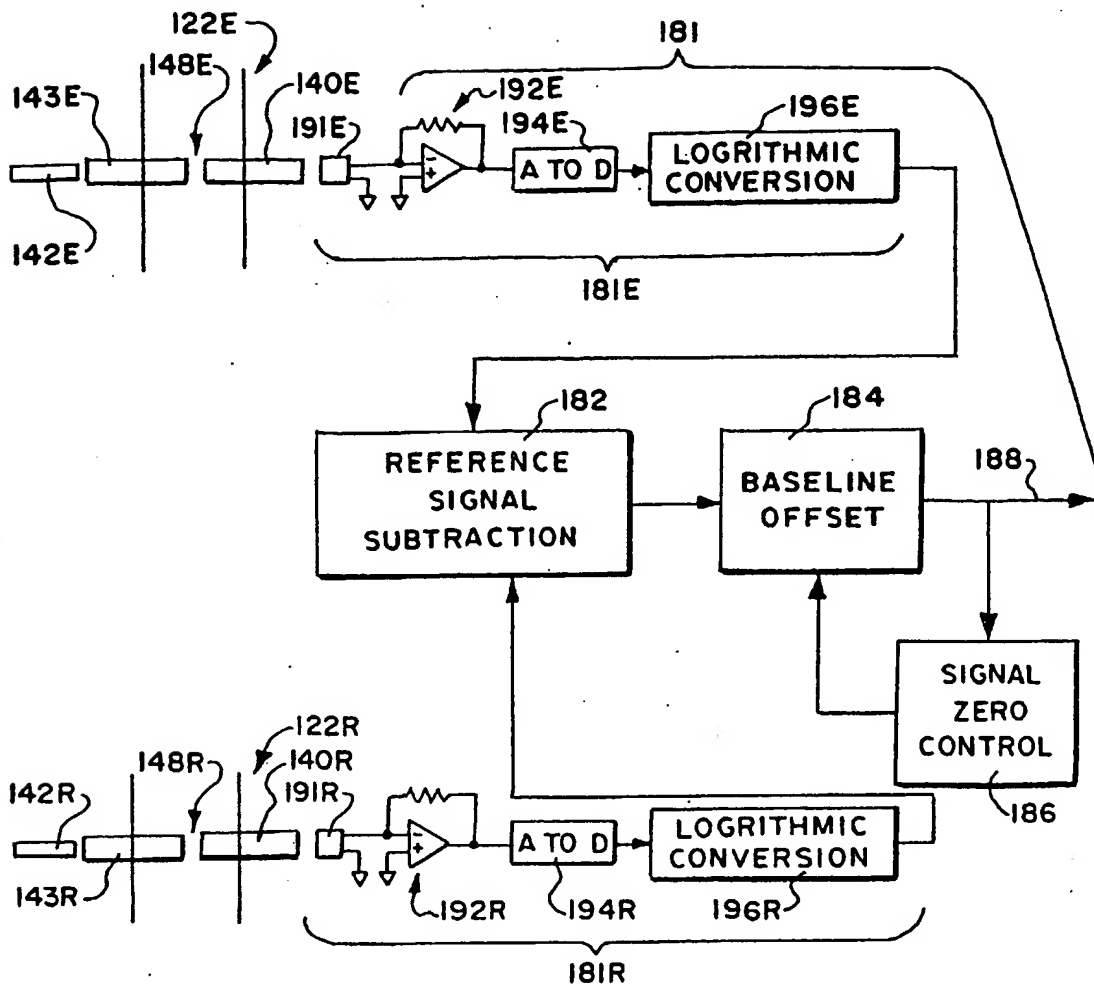 122E
181
148E
143E
140E
192E
196E
191E
194E
A TO D
LOGRITHMIC
CONVERSION
-
+
142E
181E
182
184
REFERENCE
SIGNAL
SUBTRACTION
BASELINE
OFFSET
188
SIGNAL
ZERO
CONTROL
186
122R
148R
140R
142R
191R
-
+
A TO D
LOGRITHMIC
CONVERSION
143R
192R
194R
196R
181R